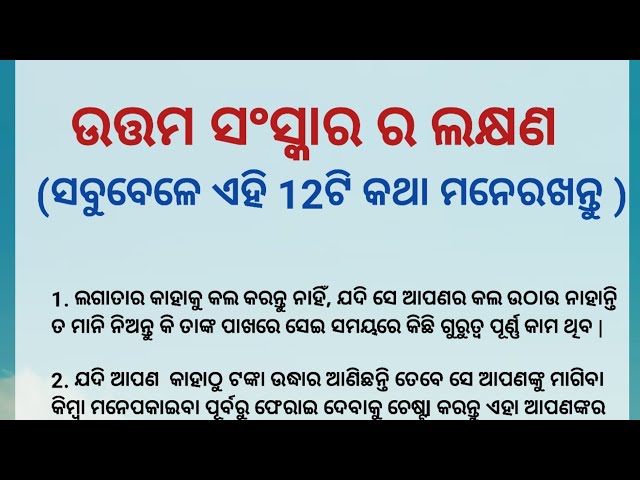 ଉତ୍ତମ ସଂସ୍କାର ର ଲକ୍ଷଣ
(ସବୁବେଳେ ଏହି 12ଟି କଥା ମନେରଖନ୍ତୁ )
1. ଲଗାତାର କାହାକୁ କଲ କରନ୍ତୁ ନାହିଁ, ଯଦି ସେ ଆପଣର କଲ ଉଠାଉ ନାହାନ୍ତି
ତ ମାନି ନିଅନ୍ତୁ କି ତାଙ୍କ ପାଖରେ ସେଇ ସମୟରେ କିଛି ଗୁରୁତ୍ୱ ପୂର୍ଣ୍ଣ କାମ ଥିବ |
2. ଯଦି ଆପଣ କାହାଠୁ ଟଙ୍କା ଉଦ୍ଧାର ଆଣିଛନ୍ତି ତେବେ ସେ ଆପଣଙ୍କୁ ମାଗିବା
କିମ୍ବା ମନେପକାଇବା ପୂର୍ବରୁ ଫେରାଇ ଦେବାକୁ ଚେଷ୍ଟା କରନ୍ତୁ ଏହା ଆପଣଙ୍କର